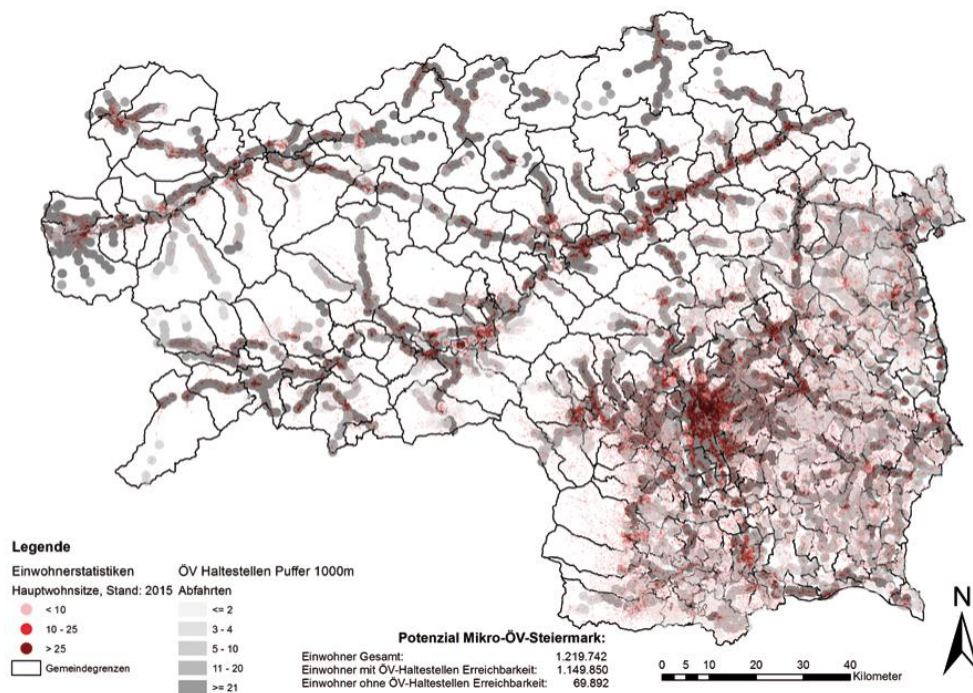 Legende
Einwohnerstatistiken ÖV Haltestellen Puffer 1000m
Hauptwohnsitze, Stand: 2015 Abfahrten
< 10 <= 2
10 - 25 3 - 4
> 25 5 - 10
Gemeindegrenzen 11 - 20
>= 21
Potenzial Mikro-ÖV-Steiermark:
Einwohner Gesamt: 1.219.742
Einwohner mit ÖV-Haltestellen Erreichbarkeit: 1.149.850
Einwohner ohne ÖV-Haltestellen Erreichbarkeit: 69.892
0 5 10 20 30 40
Kilometer
N